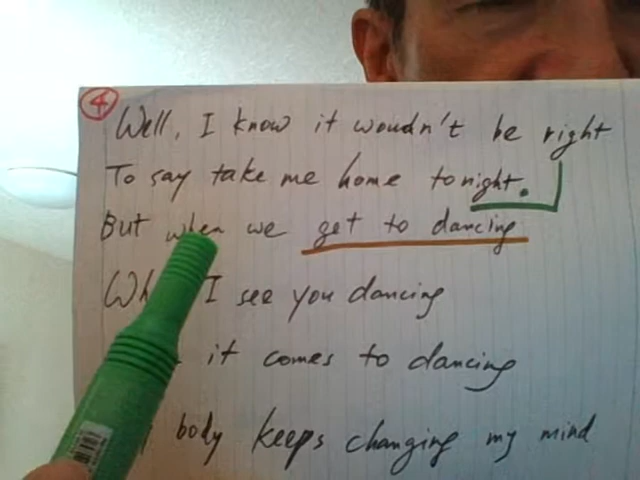 4
Well, I know it woudn't be right
To say take me home tonight.
But when we get to dancing
I see you dancing
it comes to dancing
body keeps changing my mind